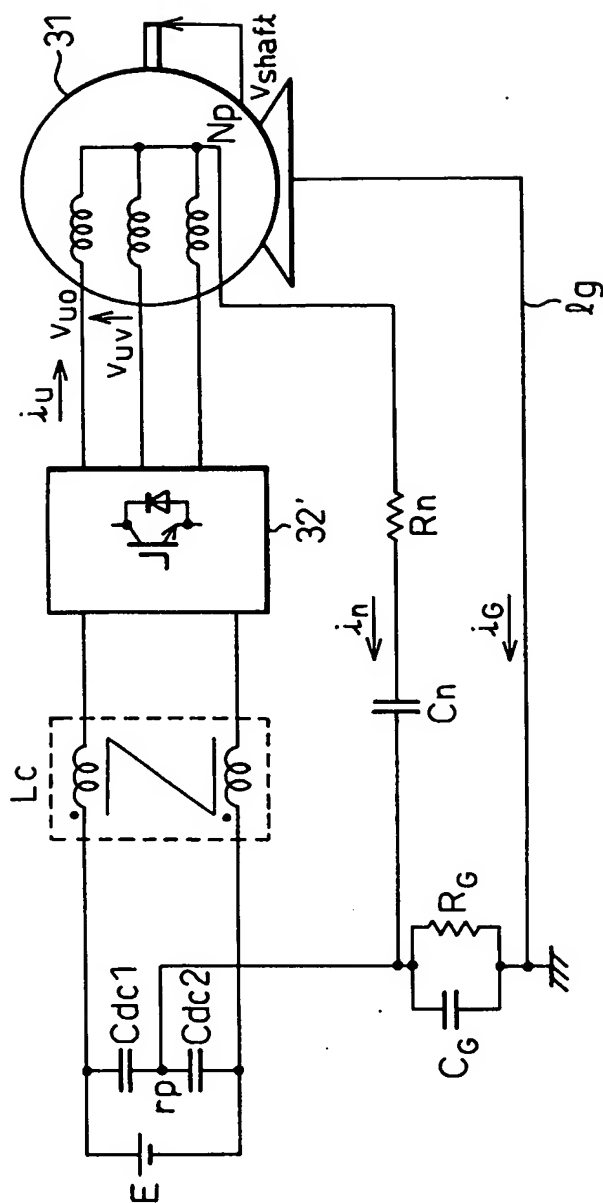 31
Vshaft
Np
Vuo
Vuv
iu
32'
Lc
Cdc1
Cdc2
rp
E
Rn
in
Cn
iG
ℓg
RG
CG